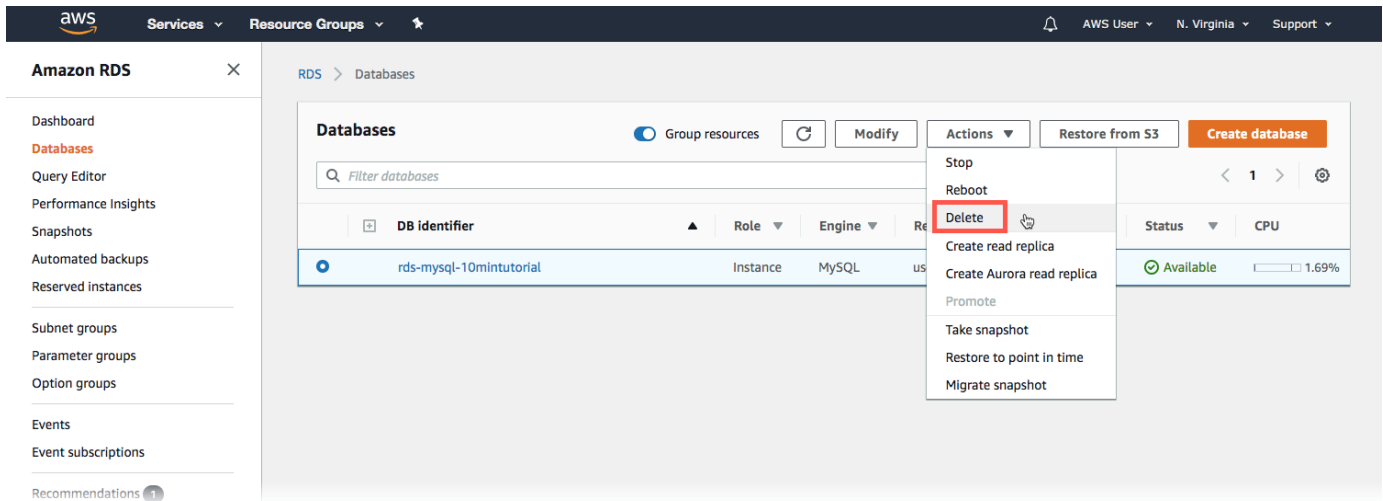 aws Services Resource Groups AWS User N. Virginia Support
Amazon RDS
Dashboard
Databases
Query Editor
Performance Insights
Snapshots
Automated backups
Reserved instances
Subnet groups
Parameter groups
Option groups
Events
Event subscriptions
Recommendations 1
RDS > Databases
Databases Group resources Modify Actions Restore from S3 Create database
Filter databases 1
DB identifier Role Engine Re Status CPU
rds-mysql-10mintutorial Instance MySQL us Available 1.69%
Stop
Reboot
Delete
Create read replica
Create Aurora read replica
Promote
Take snapshot
Restore to point in time
Migrate snapshot